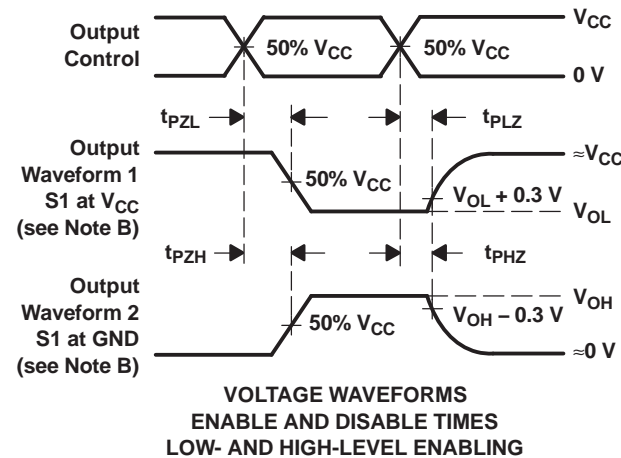 Output
Control
50% VCC
50% VCC
VCC
0 V
tPZL
tPLZ
Output
Waveform 1
S1 at VCC
(see Note B)
50% VCC
≈VCC
VOL + 0.3 V
VOL
tPZH
tPHZ
Output
Waveform 2
S1 at GND
(see Note B)
50% VCC
VOH
VOH − 0.3 V
≈0 V
VOLTAGE WAVEFORMS
ENABLE AND DISABLE TIMES
LOW- AND HIGH-LEVEL ENABLING